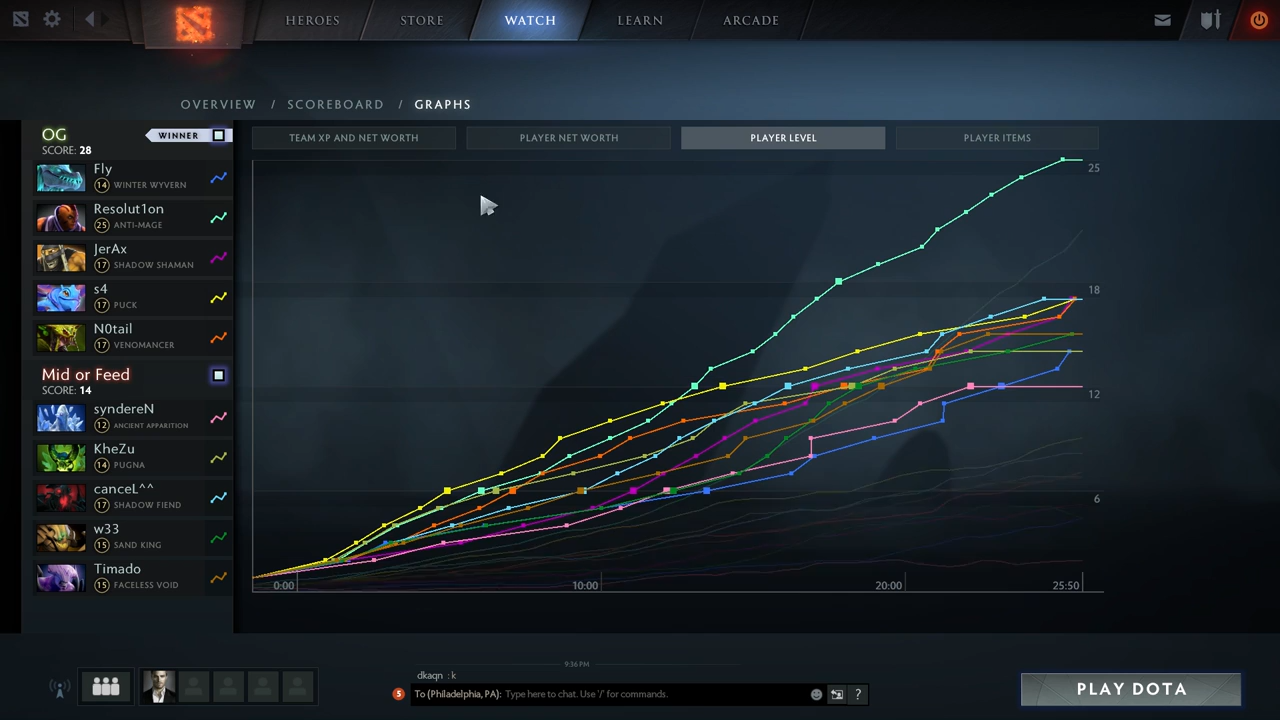 HEROES STORE WATCH LEARN ARCADE
OVERVIEW / SCOREBOARD / GRAPHS
OG
WINNER
SCORE: 28
Fly
14 WINTER WYVERN
Resolut1on
25 ANTI-MAGE
JerAx
17 SHADOW SHAMAN
s4
17 PUCK
N0tail
17 VENOMANCER
Mid or Feed
SCORE: 14
syndereN
12 ANCIENT APPARITION
KheZu
14 PUGNA
canceL^^
17 SHADOW FIEND
w33
15 SAND KING
Timado
15 FACELESS VOID
TEAM XP AND NET WORTH PLAYER NET WORTH PLAYER LEVEL PLAYER ITEMS
25
18
12
6
0:00 10:00 20:00 25:50
9:36 PM
dkaqn : k
5 To (Philadelphia, PA): Type here to chat. Use '/' for commands. ?
PLAY DOTA